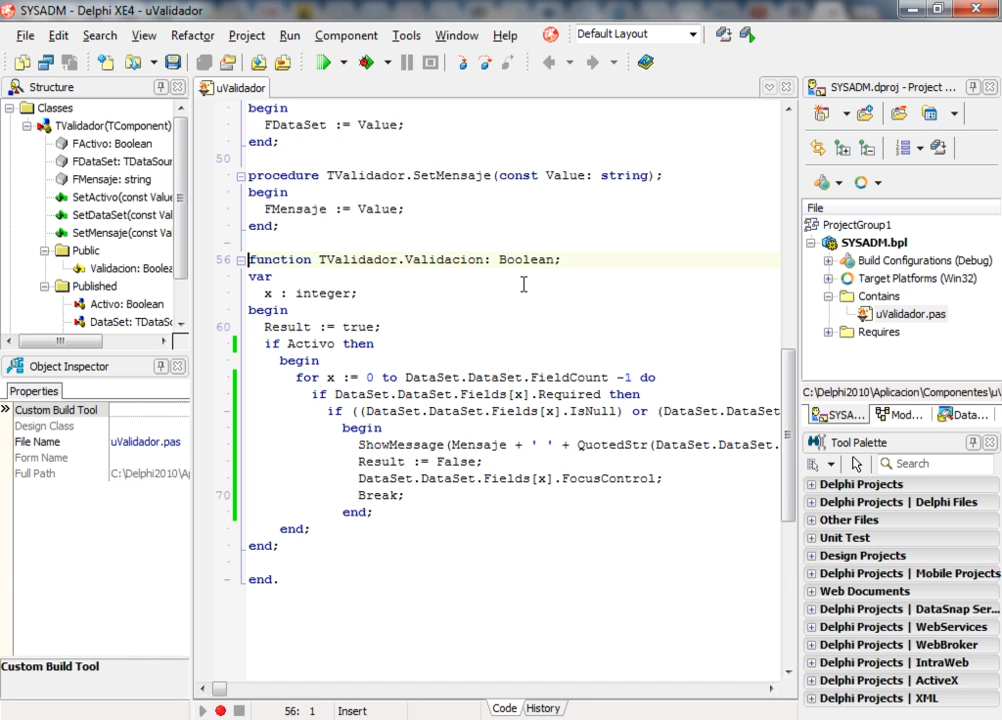 SYSADM - Delphi XE4 - uValidador
File Edit Search View Refactor Project Run Component Tools Window Help
Default Layout
Structure
Classes
TValidador(TComponent)
FActivo: Boolean
FDataSet: TDataSour
FMensaje: string
SetActivo(const Value
SetDataSet(const Val
SetMensaje(const Va
Public
Validacion: Boolea
Published
Activo: Boolean
DataSet: TDataSo
Object Inspector
Properties
Custom Build Tool
Design Class
File Name uValidador.pas
Form Name
Full Path C:\Delphi2010\Ap
Custom Build Tool
uValidador
begin
FDataSet := Value;
end;
50
procedure TValidador.SetMensaje(const Value: string);
begin
FMensaje := Value;
end;
56 function TValidador.Validacion: Boolean;
var
x : integer;
begin
60 Result := true;
if Activo then
begin
for x := 0 to DataSet.DataSet.FieldCount -1 do
if DataSet.DataSet.Fields[x].Required then
if ((DataSet.DataSet.Fields[x].IsNull) or (DataSet.DataSet
begin
ShowMessage(Mensaje + ' ' + QuotedStr(DataSet.DataSet.
Result := False;
DataSet.DataSet.Fields[x].FocusControl;
70 Break;
end;
end;
end;
end.
56: 1 Insert Code History
SYSADM.dproj - Project ...
File
ProjectGroup1
SYSADM.bpl
Build Configurations (Debug)
Target Platforms (Win32)
Contains
uValidador.pas
Requires
C:\Delphi2010\Aplicacion\Componentes\u
SYSA... Mod... Data...
Tool Palette
Search
Delphi Projects
Delphi Projects | Delphi Files
Other Files
Unit Test
Design Projects
Delphi Projects | Mobile Projects
Web Documents
Delphi Projects | DataSnap Ser...
Delphi Projects | WebServices
Delphi Projects | WebBroker
Delphi Projects | IntraWeb
Delphi Projects | ActiveX
Delphi Projects | XML